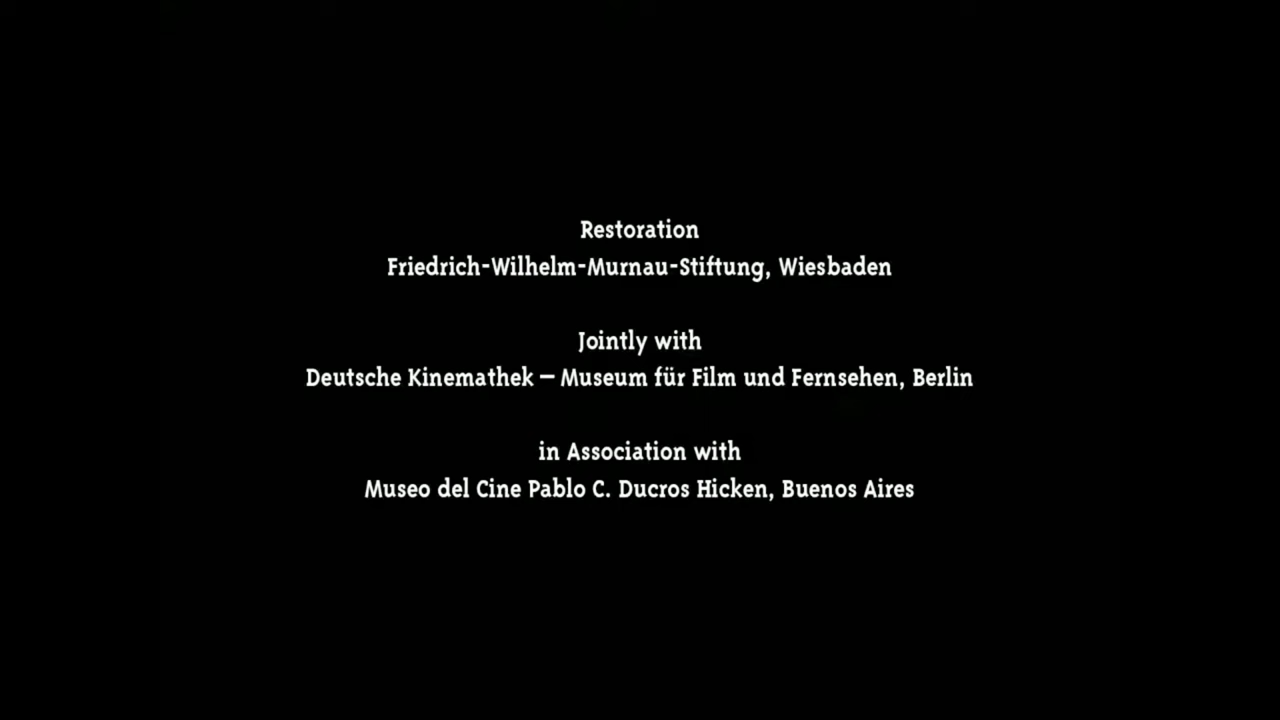 Restoration
Friedrich-Wilhelm-Murnau-Stiftung, Wiesbaden
Jointly with
Deutsche Kinemathek – Museum für Film und Fernsehen, Berlin
in Association with
Museo del Cine Pablo C. Ducros Hicken, Buenos Aires